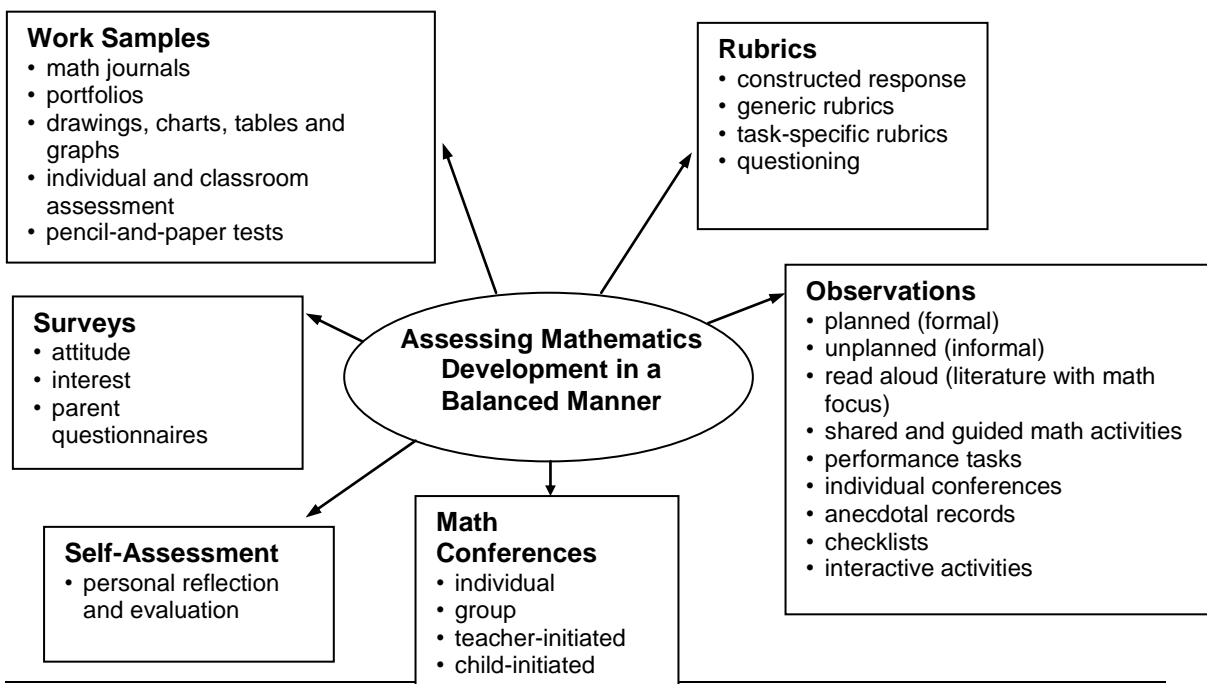 Work Samples
• math journals
• portfolios
• drawings, charts, tables and
graphs
• individual and classroom
assessment
• pencil-and-paper tests
Rubrics
• constructed response
• generic rubrics
• task-specific rubrics
• questioning
Surveys
• attitude
• interest
• parent
questionnaires
Assessing Mathematics
Development in a
Balanced Manner
Observations
• planned (formal)
• unplanned (informal)
• read aloud (literature with math
focus)
• shared and guided math activities
• performance tasks
• individual conferences
• anecdotal records
• checklists
• interactive activities
Self-Assessment
• personal reflection
and evaluation
Math
Conferences
• individual
• group
• teacher-initiated
• child-initiated